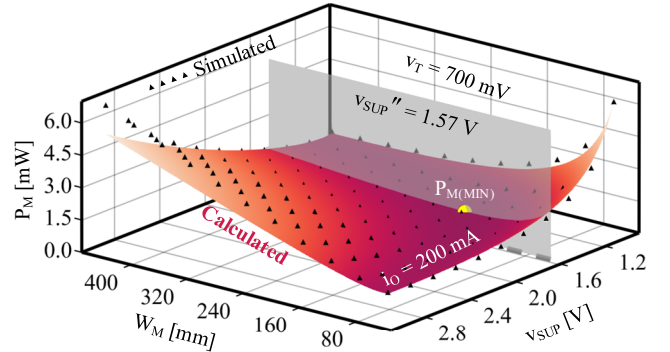 ▲ ▲ ▲ ▲ Simulated
v_T = 700 mV
v_SUP″ = 1.57 V
P_M(MIN)
Calculated
i_O = 200 mA
P_M [mW]
6.0
4.5
3.0
1.5
0.0
400
320
240
160
80
W_M [mm]
2.8
2.4
2.0
1.6
1.2
v_SUP [V]